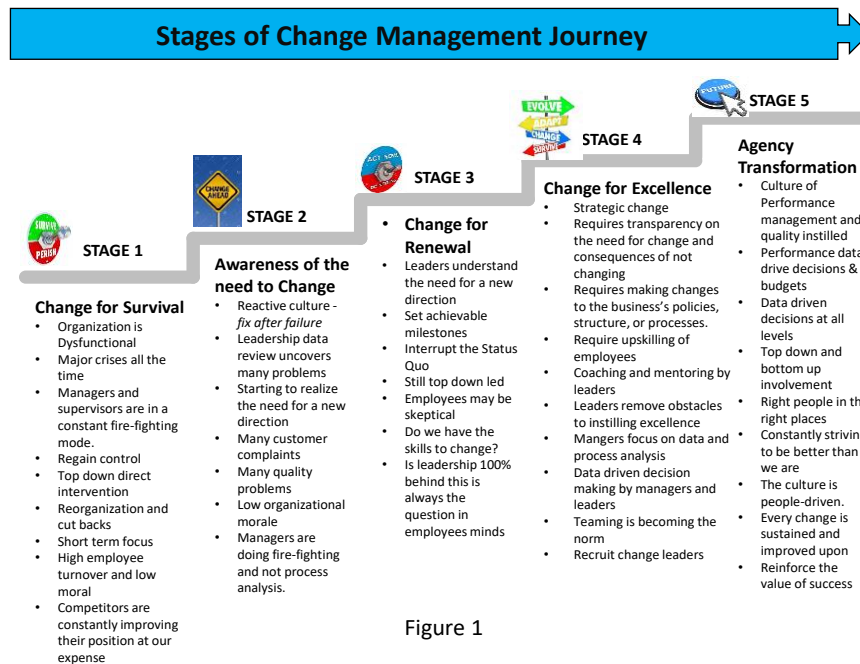 Stages of Change Management Journey
SURVIVE
PERISH
STAGE 1
Change for Survival
• Organization is
Dysfunctional
• Major crises all the
time
• Managers and
supervisors are in a
constant fire-fighting
mode.
• Regain control
• Top down direct
intervention
• Reorganization and
cut backs
• Short term focus
• High employee
turnover and low
moral
• Competitors are
constantly improving
their position at our
expense
CHANGE
AHEAD
STAGE 2
Awareness of the
need to Change
• Reactive culture -
fix after failure
• Leadership data
review uncovers
many problems
• Starting to realize
the need for a new
direction
• Many customer
complaints
• Many quality
problems
• Low organizational
morale
• Managers are
doing fire-fighting
and not process
analysis.
ACT NOW
STAGE 3
• Change for
Renewal
• Leaders understand
the need for a new
direction
• Set achievable
milestones
• Interrupt the Status
Quo
• Still top down led
• Employees may be
skeptical
• Do we have the
skills to change?
• Is leadership 100%
behind this is
always the
question in
employees minds
EVOLVE
ADAPT
CHANGE
SURVIVE
STAGE 4
Change for Excellence
• Strategic change
• Requires transparency on
the need for change and
consequences of not
changing
• Requires making changes
to the business's policies,
structure, or processes.
• Require upskilling of
employees
• Coaching and mentoring by
leaders
• Leaders remove obstacles
to instilling excellence
• Mangers focus on data and
process analysis
• Data driven decision
making by managers and
leaders
• Teaming is becoming the
norm
• Recruit change leaders
STAGE 5
Agency
Transformation
• Culture of
Performance
management and
quality instilled
• Performance data
drive decisions &
budgets
• Data driven
decisions at all
levels
• Top down and
bottom up
involvement
• Right people in th
right places
• Constantly strivin
to be better than
we are
• The culture is
people-driven.
• Every change is
sustained and
improved upon
• Reinforce the
value of success
Figure 1